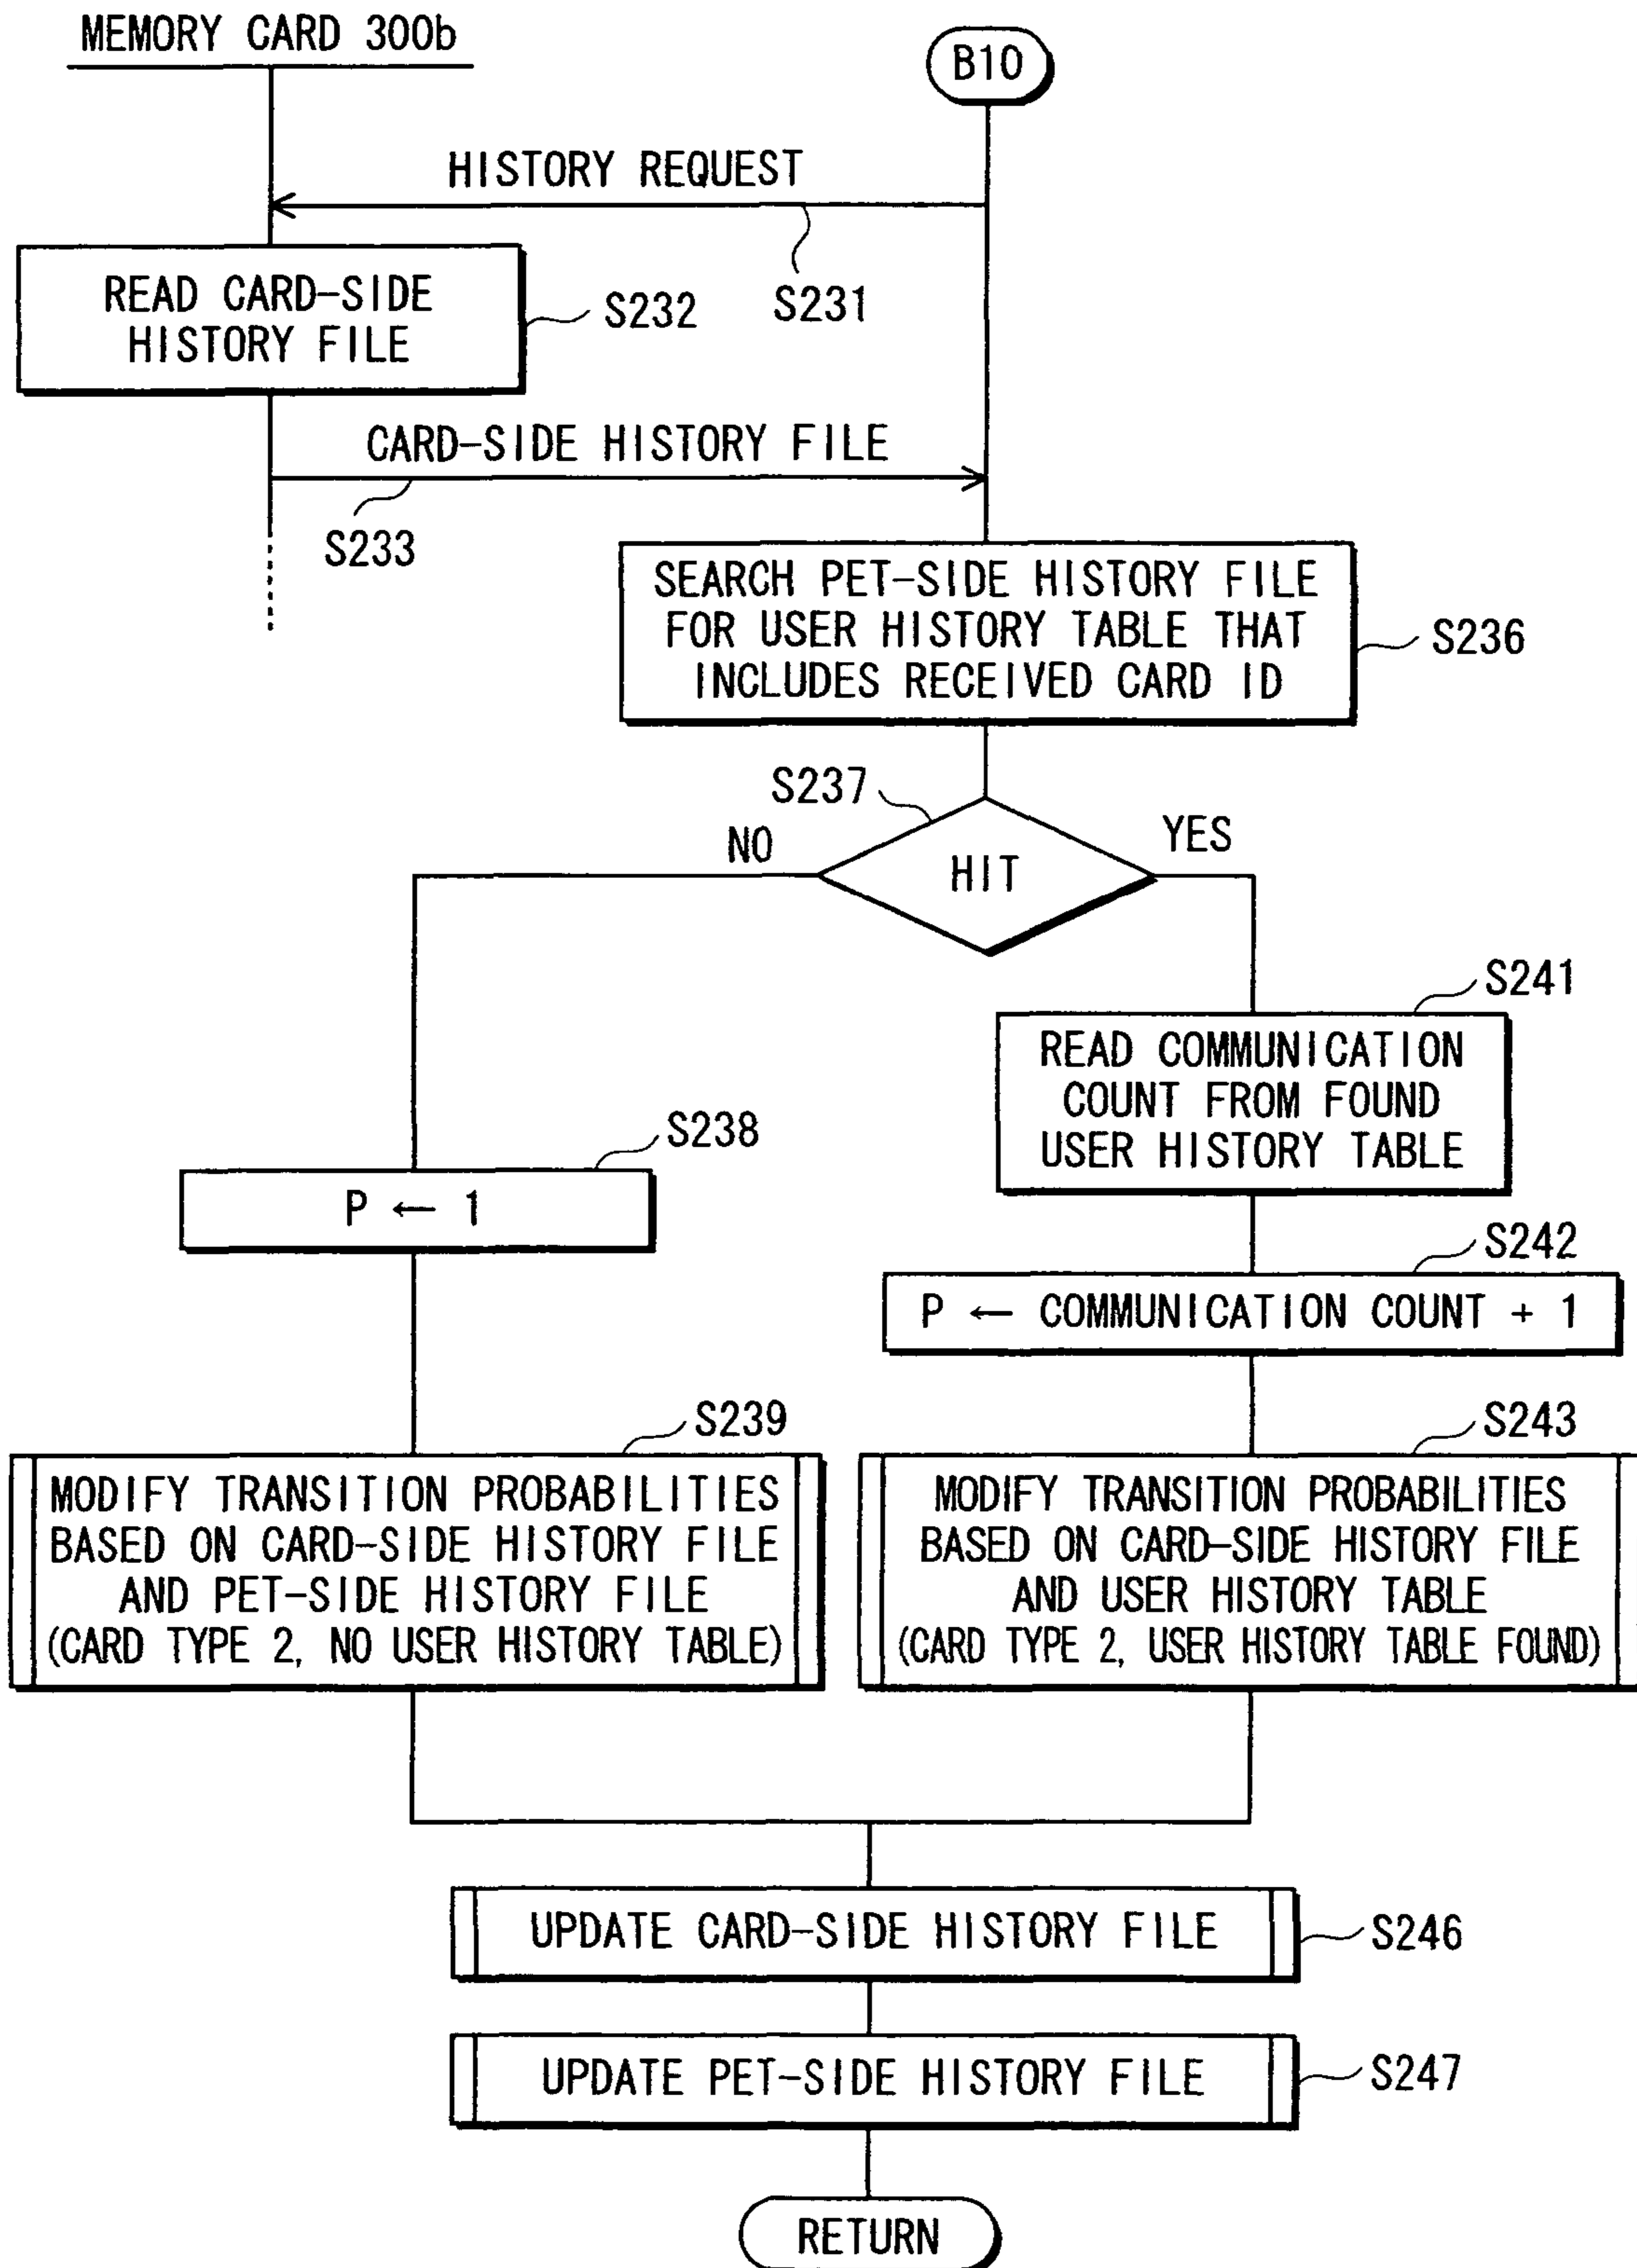 MEMORY CARD 300b
B10
HISTORY REQUEST
S231
READ CARD-SIDE
HISTORY FILE
S232
CARD-SIDE HISTORY FILE
S233
SEARCH PET-SIDE HISTORY FILE
FOR USER HISTORY TABLE THAT
INCLUDES RECEIVED CARD ID
S236
S237
NO
HIT
YES
S241
READ COMMUNICATION
COUNT FROM FOUND
USER HISTORY TABLE
S238
P ← 1
S242
P ← COMMUNICATION COUNT + 1
S239
MODIFY TRANSITION PROBABILITIES
BASED ON CARD-SIDE HISTORY FILE
AND PET-SIDE HISTORY FILE
(CARD TYPE 2, NO USER HISTORY TABLE)
S243
MODIFY TRANSITION PROBABILITIES
BASED ON CARD-SIDE HISTORY FILE
AND USER HISTORY TABLE
(CARD TYPE 2, USER HISTORY TABLE FOUND)
UPDATE CARD-SIDE HISTORY FILE
S246
UPDATE PET-SIDE HISTORY FILE
S247
RETURN